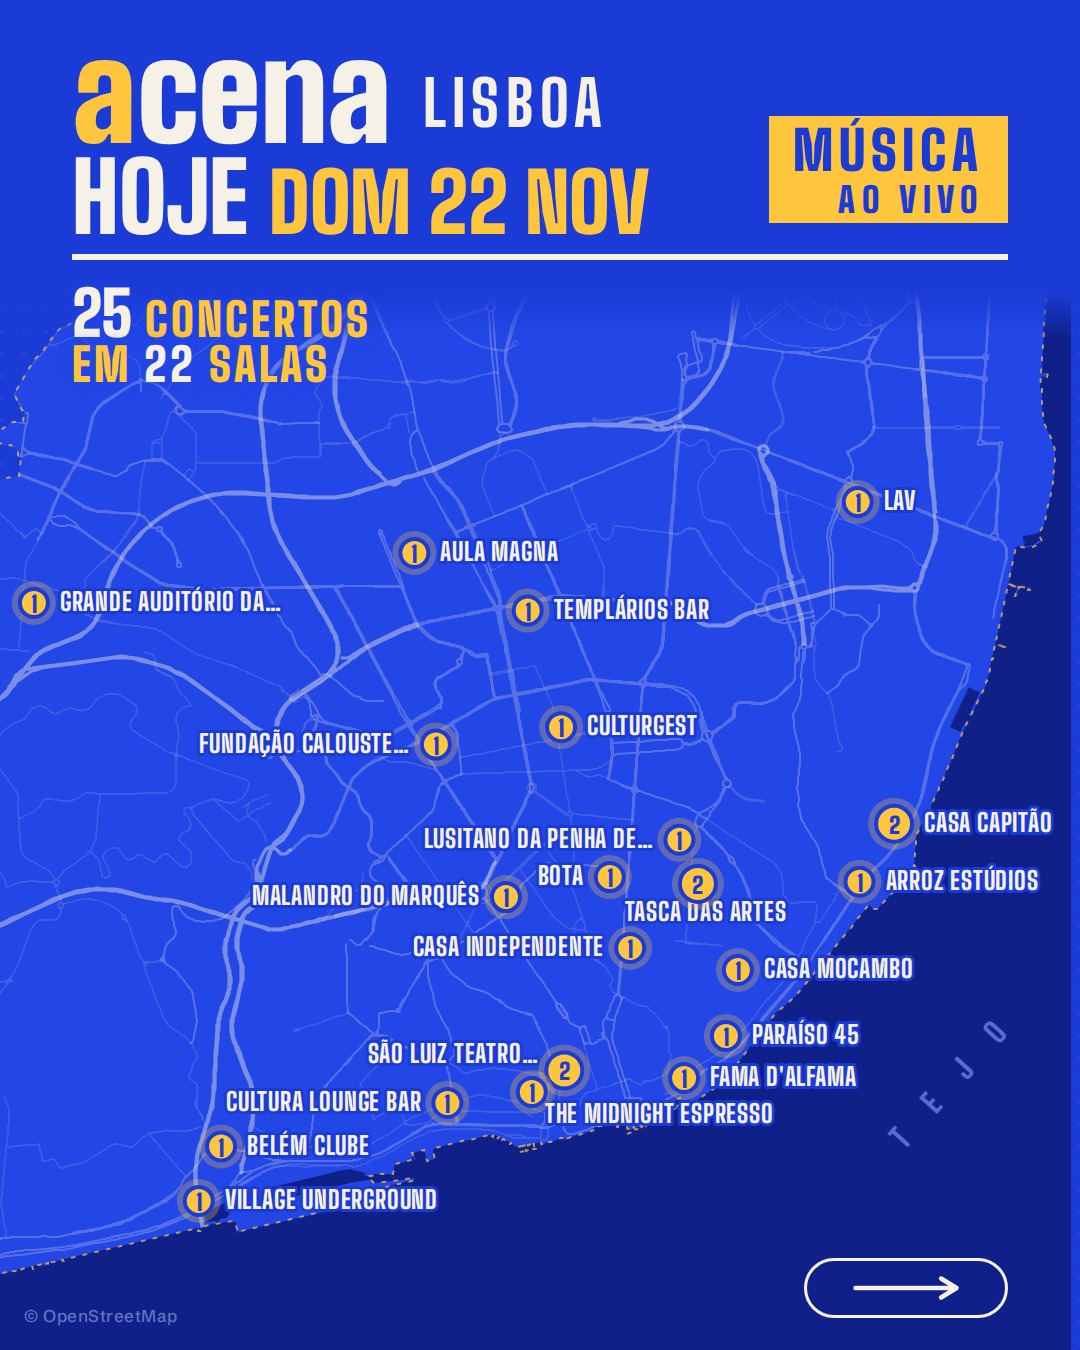 acena LISBOA
HOJE DOM 22 NOV
MÚSICA
AO VIVO
25 CONCERTOS
EM 22 SALAS
1 LAV
1 AULA MAGNA
1 GRANDE AUDITÓRIO DA...
1 TEMPLÁRIOS BAR
1 CULTURGEST
FUNDAÇÃO CALOUSTE... 1
2 CASA CAPITÃO
LUSITANO DA PENHA DE... 1
BOTA 1
2
TASCA DAS ARTES
1 ARROZ ESTÚDIOS
MALANDRO DO MARQUÊS 1
CASA INDEPENDENTE 1
1 CASA MOCAMBO
1 PARAÍSO 45
SÃO LUIZ TEATRO... 2
1 FAMA D'ALFAMA
1
THE MIDNIGHT ESPRESSO
CULTURA LOUNGE BAR 1
1 BELÉM CLUBE
1 VILLAGE UNDERGROUND
TEJO
© OpenStreetMap